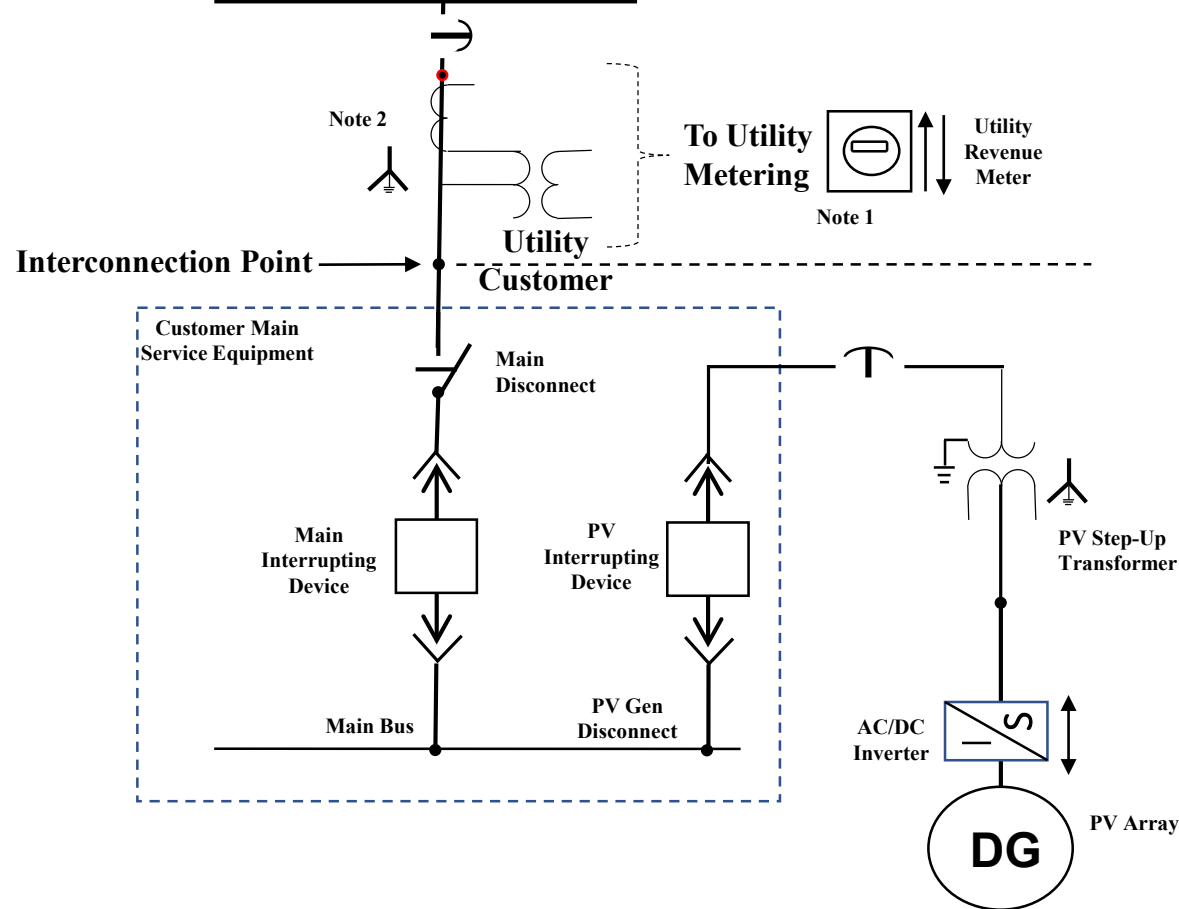 Note 2
To Utility
Metering
Utility
Revenue
Meter
Note 1
Utility
Interconnection Point
Customer
Customer Main
Service Equipment
Main
Disconnect
Main
Interrupting
Device
PV
Interrupting
Device
PV Step-Up
Transformer
Main Bus
PV Gen
Disconnect
AC/DC
Inverter
PV Array
DG